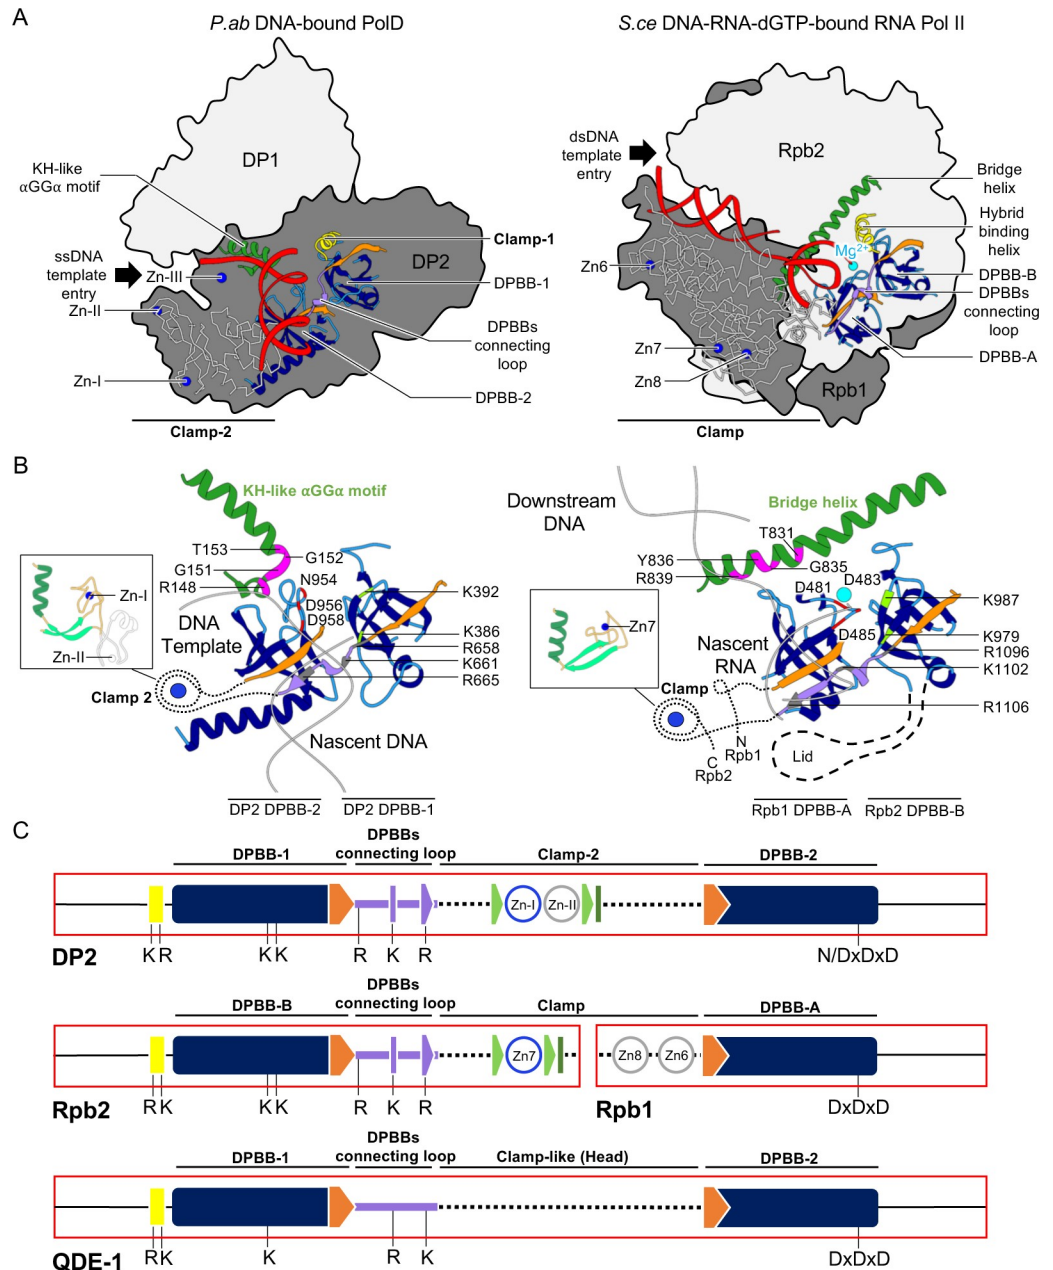 A
P.ab DNA-bound PolD
S.ce DNA-RNA-dGTP-bound RNA Pol II
DP1
KH-like
αGGα motif
ssDNA
template
entry
Zn-III
Zn-II
Zn-I
Clamp-2
Clamp-1
DP2
DPBB-1
DPBBs
connecting
loop
DPBB-2
dsDNA
template
entry
Rpb2
Bridge
helix
Hybrid
binding
helix
Mg2+
Zn6
DPBB-B
DPBBs
connecting
loop
DPBB-A
Zn7
Zn8
Rpb1
Clamp
B
KH-like αGGα motif
T153
G152
G151
R148
N954
D956
D958
K392
K386
R658
K661
R665
Zn-I
Zn-II
DNA
Template
Clamp 2
Nascent DNA
DP2 DPBB-2
DP2 DPBB-1
Downstream
DNA
Bridge helix
T831
Y836
G835
R839
D481
D483
D485
K987
K979
R1096
K1102
R1106
Zn7
Nascent
RNA
Clamp
N
Rpb1
C
Rpb2
Lid
Rpb1 DPBB-A
Rpb2 DPBB-B
C
DPBB-1
DPBBs
connecting loop
Clamp-2
DPBB-2
Zn-I
Zn-II
DP2
K R
K K
R
K
R
N/DxDxD
DPBB-B
DPBBs
connecting loop
Clamp
DPBB-A
Zn7
Zn8
Zn6
Rpb2
R K
K K
R
K
R
Rpb1
DxDxD
DPBB-1
DPBBs
connecting loop
Clamp-like (Head)
DPBB-2
QDE-1
R K
K
R
K
DxDxD